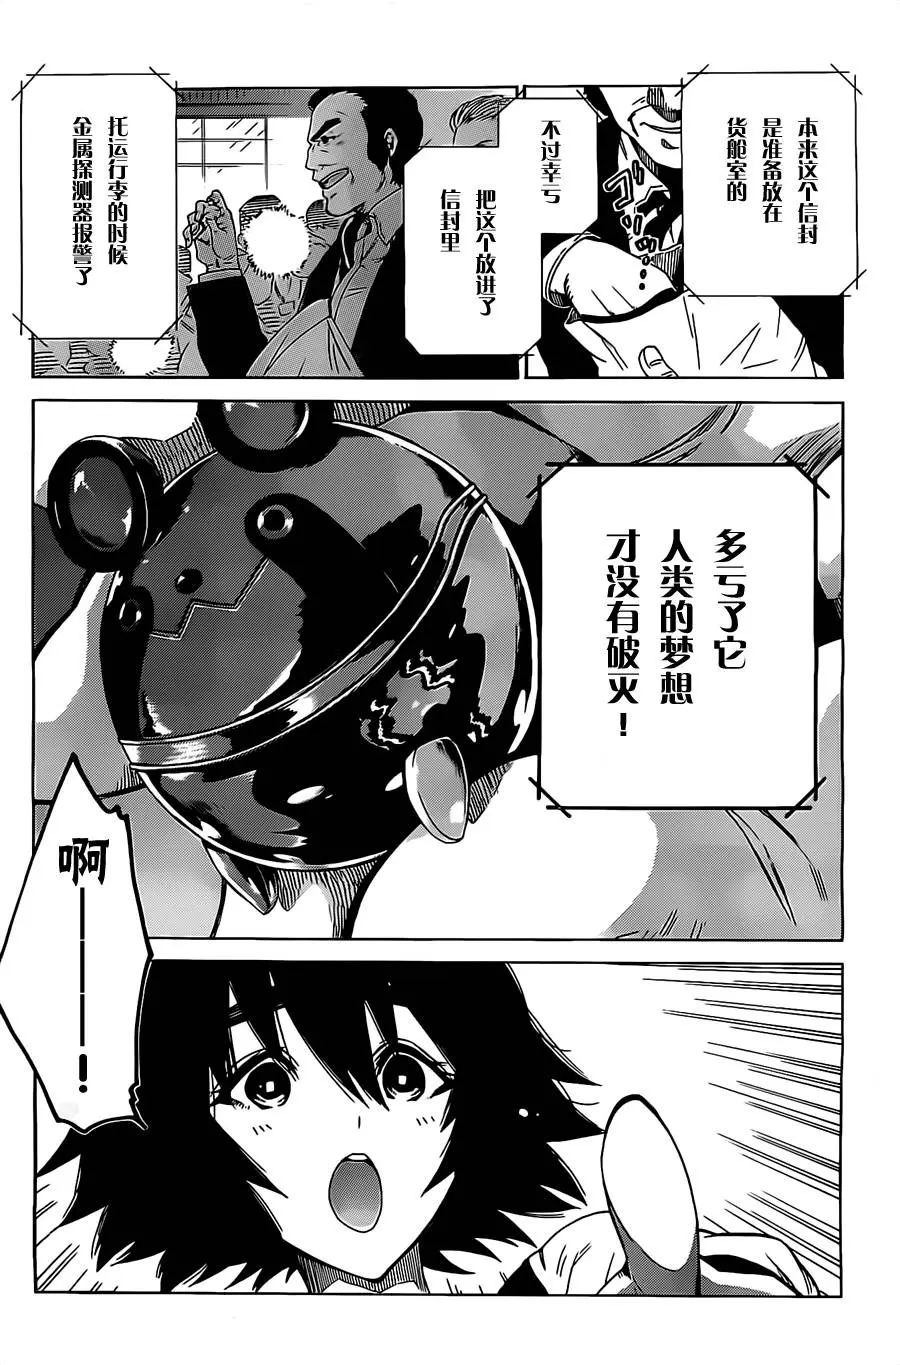 本来这个信封
是准备放在
货舱室的
不过幸亏
把这个放进了
信封里
托运行李的时候
金属探测器报警了
多亏了它
人类的梦想
才没有破灭！
啊————！